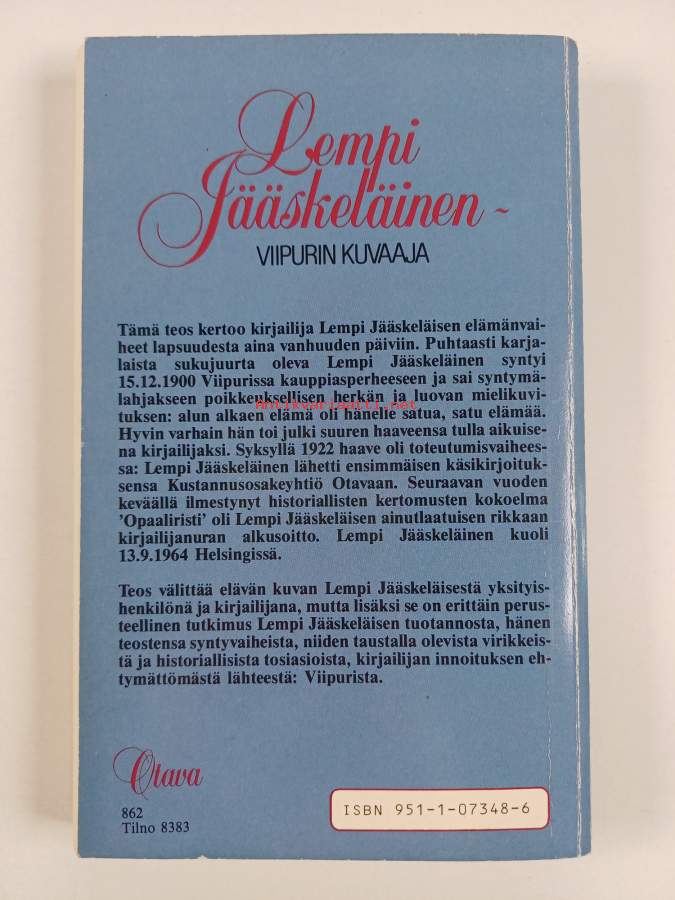 Lempi
Jääskeläinen -
VIIPURIN KUVAAJA
Tämä teos kertoo kirjailija Lempi Jääskeläisen elämänvai-
heet lapsuudesta aina vanhuuden päiviin. Puhtaasti karja-
laista sukujuurta oleva Lempi Jääskeläinen syntyi
15.12.1900 Viipurissa kauppiasperheeseen ja sai syntymä-
lahjakseen poikkeuksellisen herkän ja luovan mielikuvi-
Antikvariaatti.net
tuksen: alun alkaen elämä oli hänelle satua, satu elämää.
Hyvin varhain hän toi julki suuren haaveensa tulla aikuise-
na kirjailijaksi. Syksyllä 1922 haave oli toteutumisvaihees-
sa: Lempi Jääskeläinen lähetti ensimmäisen käsikirjoituk-
sensa Kustannusosakeyhtiö Otavaan. Seuraavan vuoden
keväällä ilmestynyt historiallisten kertomusten kokoelma
'Opaaliristi' oli Lempi Jääskeläisen ainutlaatuisen rikkaan
kirjailijanuran alkusoitto. Lempi Jääskeläinen kuoli
13.9.1964 Helsingissä.
Teos välittää elävän kuvan Lempi Jääskeläisestä yksityis-
henkilönä ja kirjailijana, mutta lisäksi se on erittäin perus-
teellinen tutkimus Lempi Jääskeläisen tuotannosta, hänen
teostensa syntyvaiheista, niiden taustalla olevista virikkeis-
tä ja historiallisista tosiasioista, kirjailijan innoituksen eh-
tymättömästä lähteestä: Viipurista.
Otava
862
Tilno 8383
ISBN 951-1-07348-6